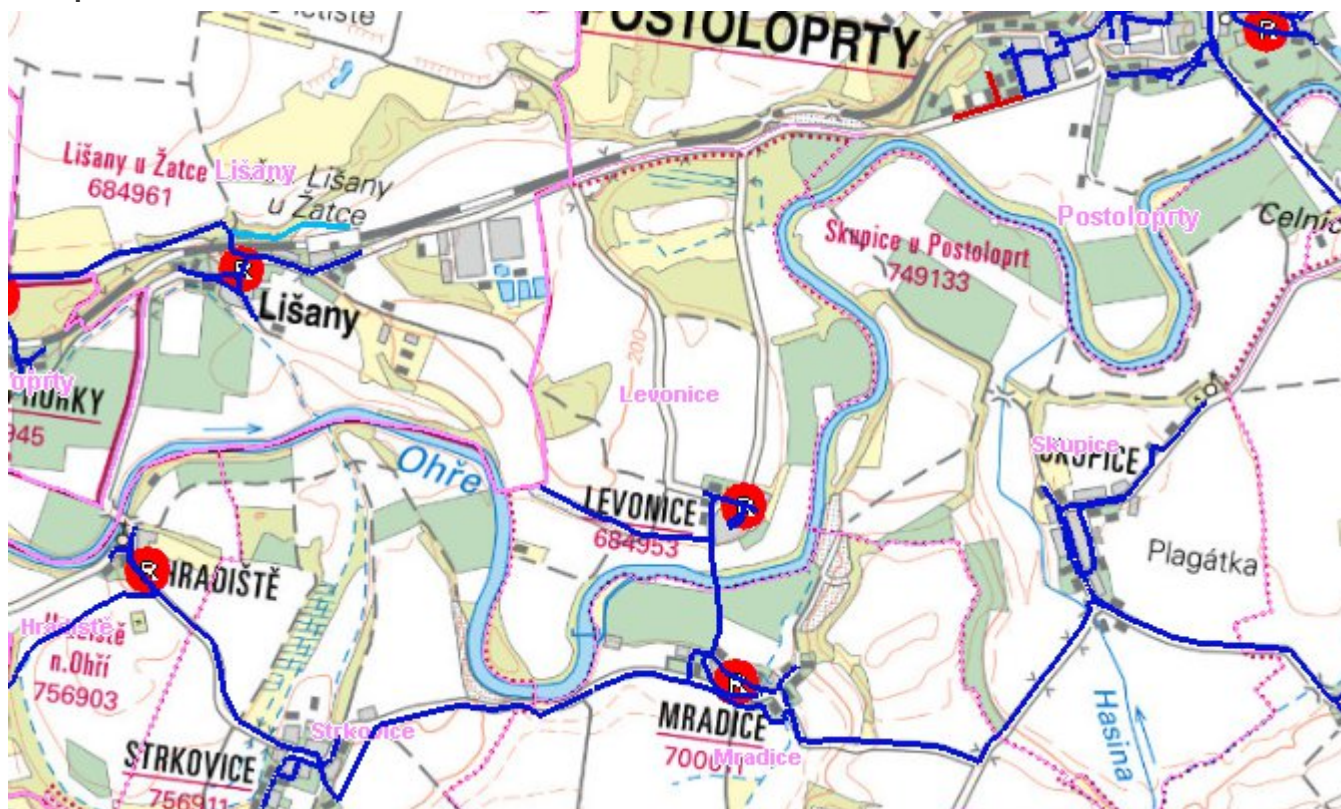 POSTOLOPRTY
Lišany u Žatce
684961
Lišany
Lišany
u Žatce
Lišany
Skupice u Postoloprt
749133
Postoloprty
Levonice
200
Ohře
LEVONICE
684953
Skupice
SKUPICE
Plagátka
HRADIŠTĚ
Hradiště
n.Ohří
756903
Strkovice
STRKOVICE
756911
MRADICE
Mradice
Hasina
945